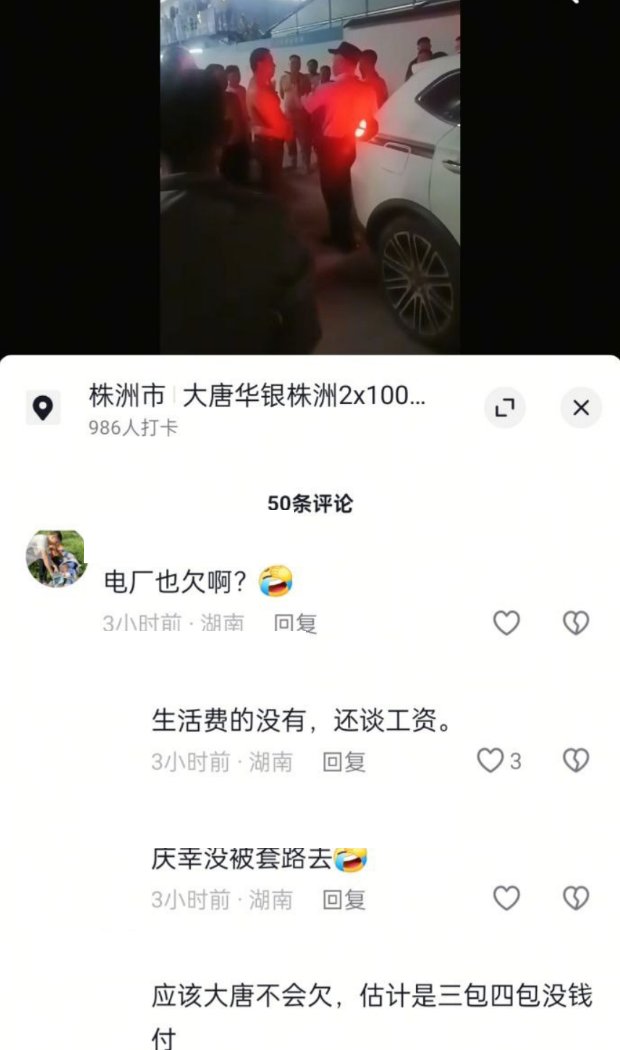 株洲市 大唐华银株洲2x100...
986人打卡
50条评论
电厂也欠啊？🤣
3小时前 · 湖南 回复
生活费的没有，还谈工资。
3小时前 · 湖南 回复 3
庆幸没被套路去🤣
3小时前 · 湖南 回复
应该大唐不会欠，估计是三包四包没钱
付